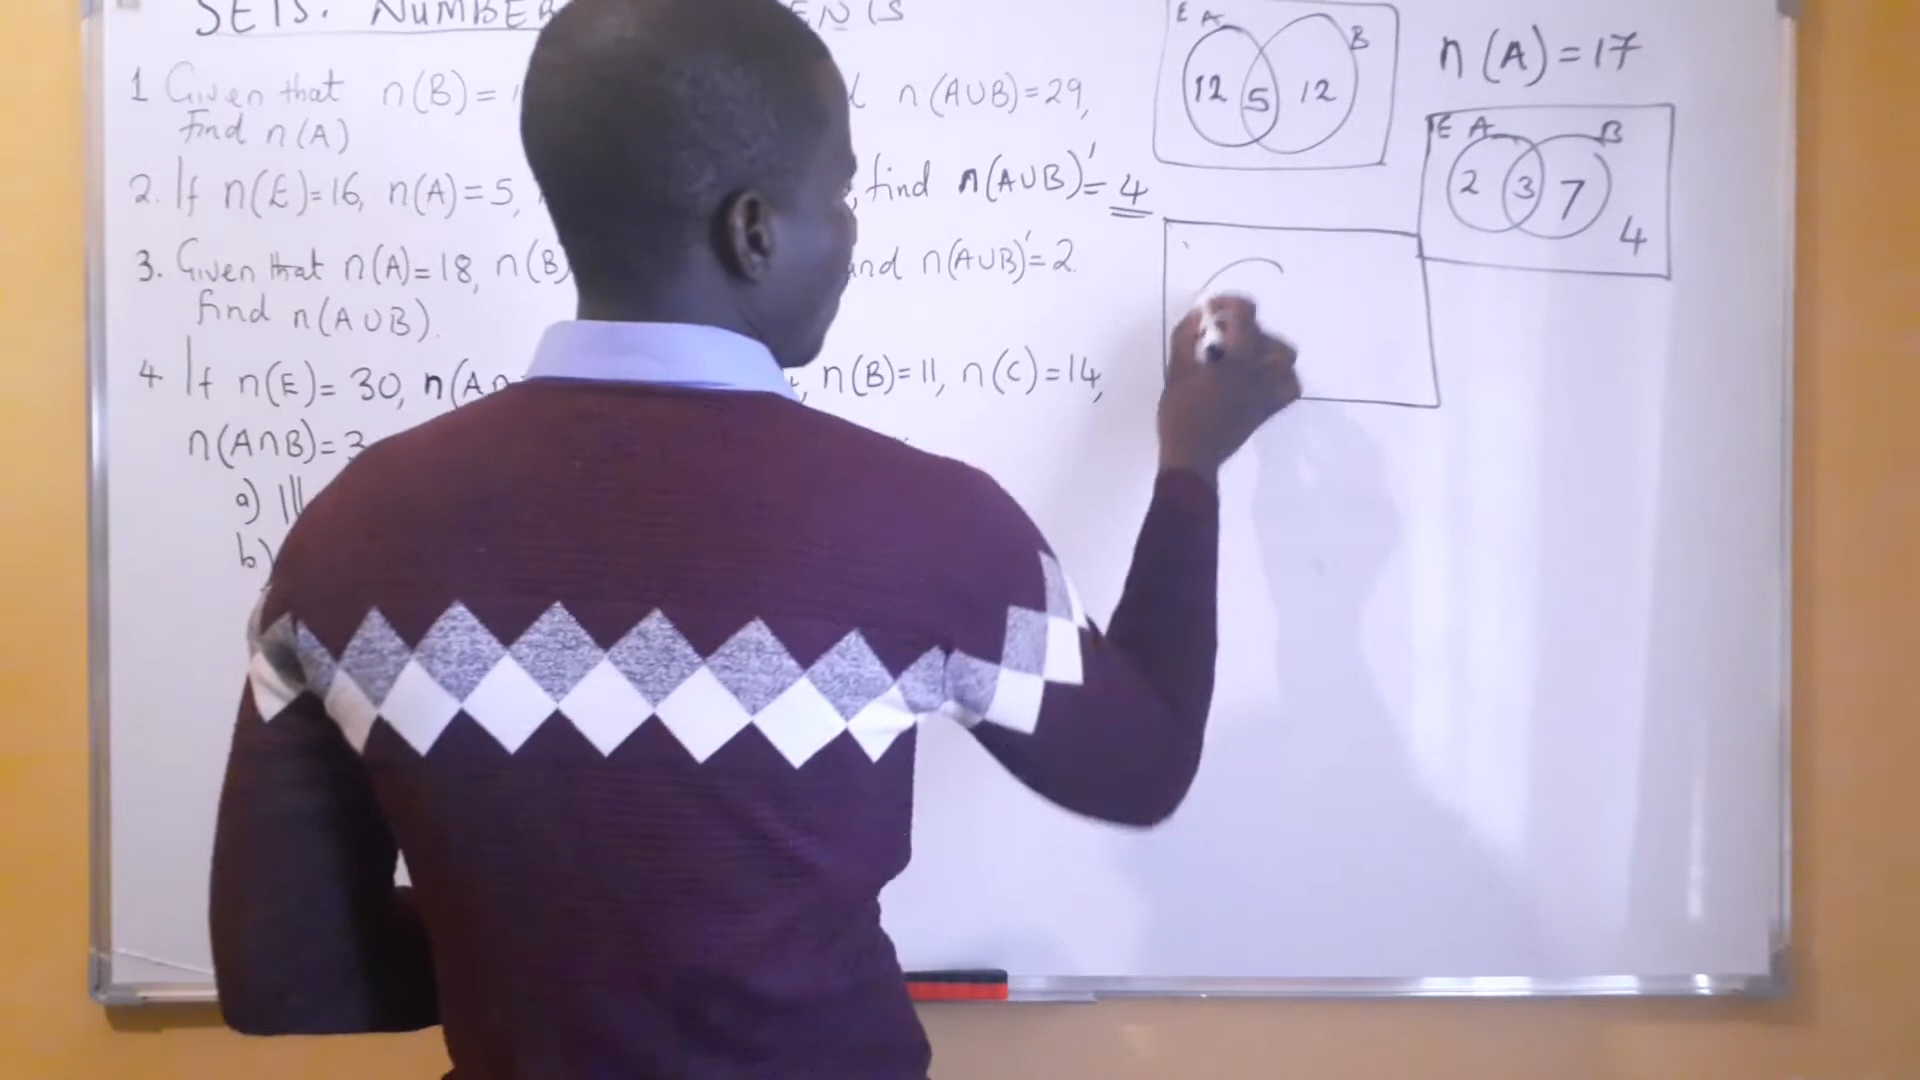 SETS: NUMBER
1 Given that n(B)= n(AUB)=29,
Find n(A)
2. If n(E)=16, n(A)=5, find n(AUB)'=4
3. Given that n(A)=18, n(B) and n(AUB)'=2.
find n(AUB).
4 If n(E)= 30, n(A∩ n(B)=11, n(C)=14,
n(A∩B)=3
a)
b)
E A B
12 5 12
n(A)=17
E A B
2 3 7
4